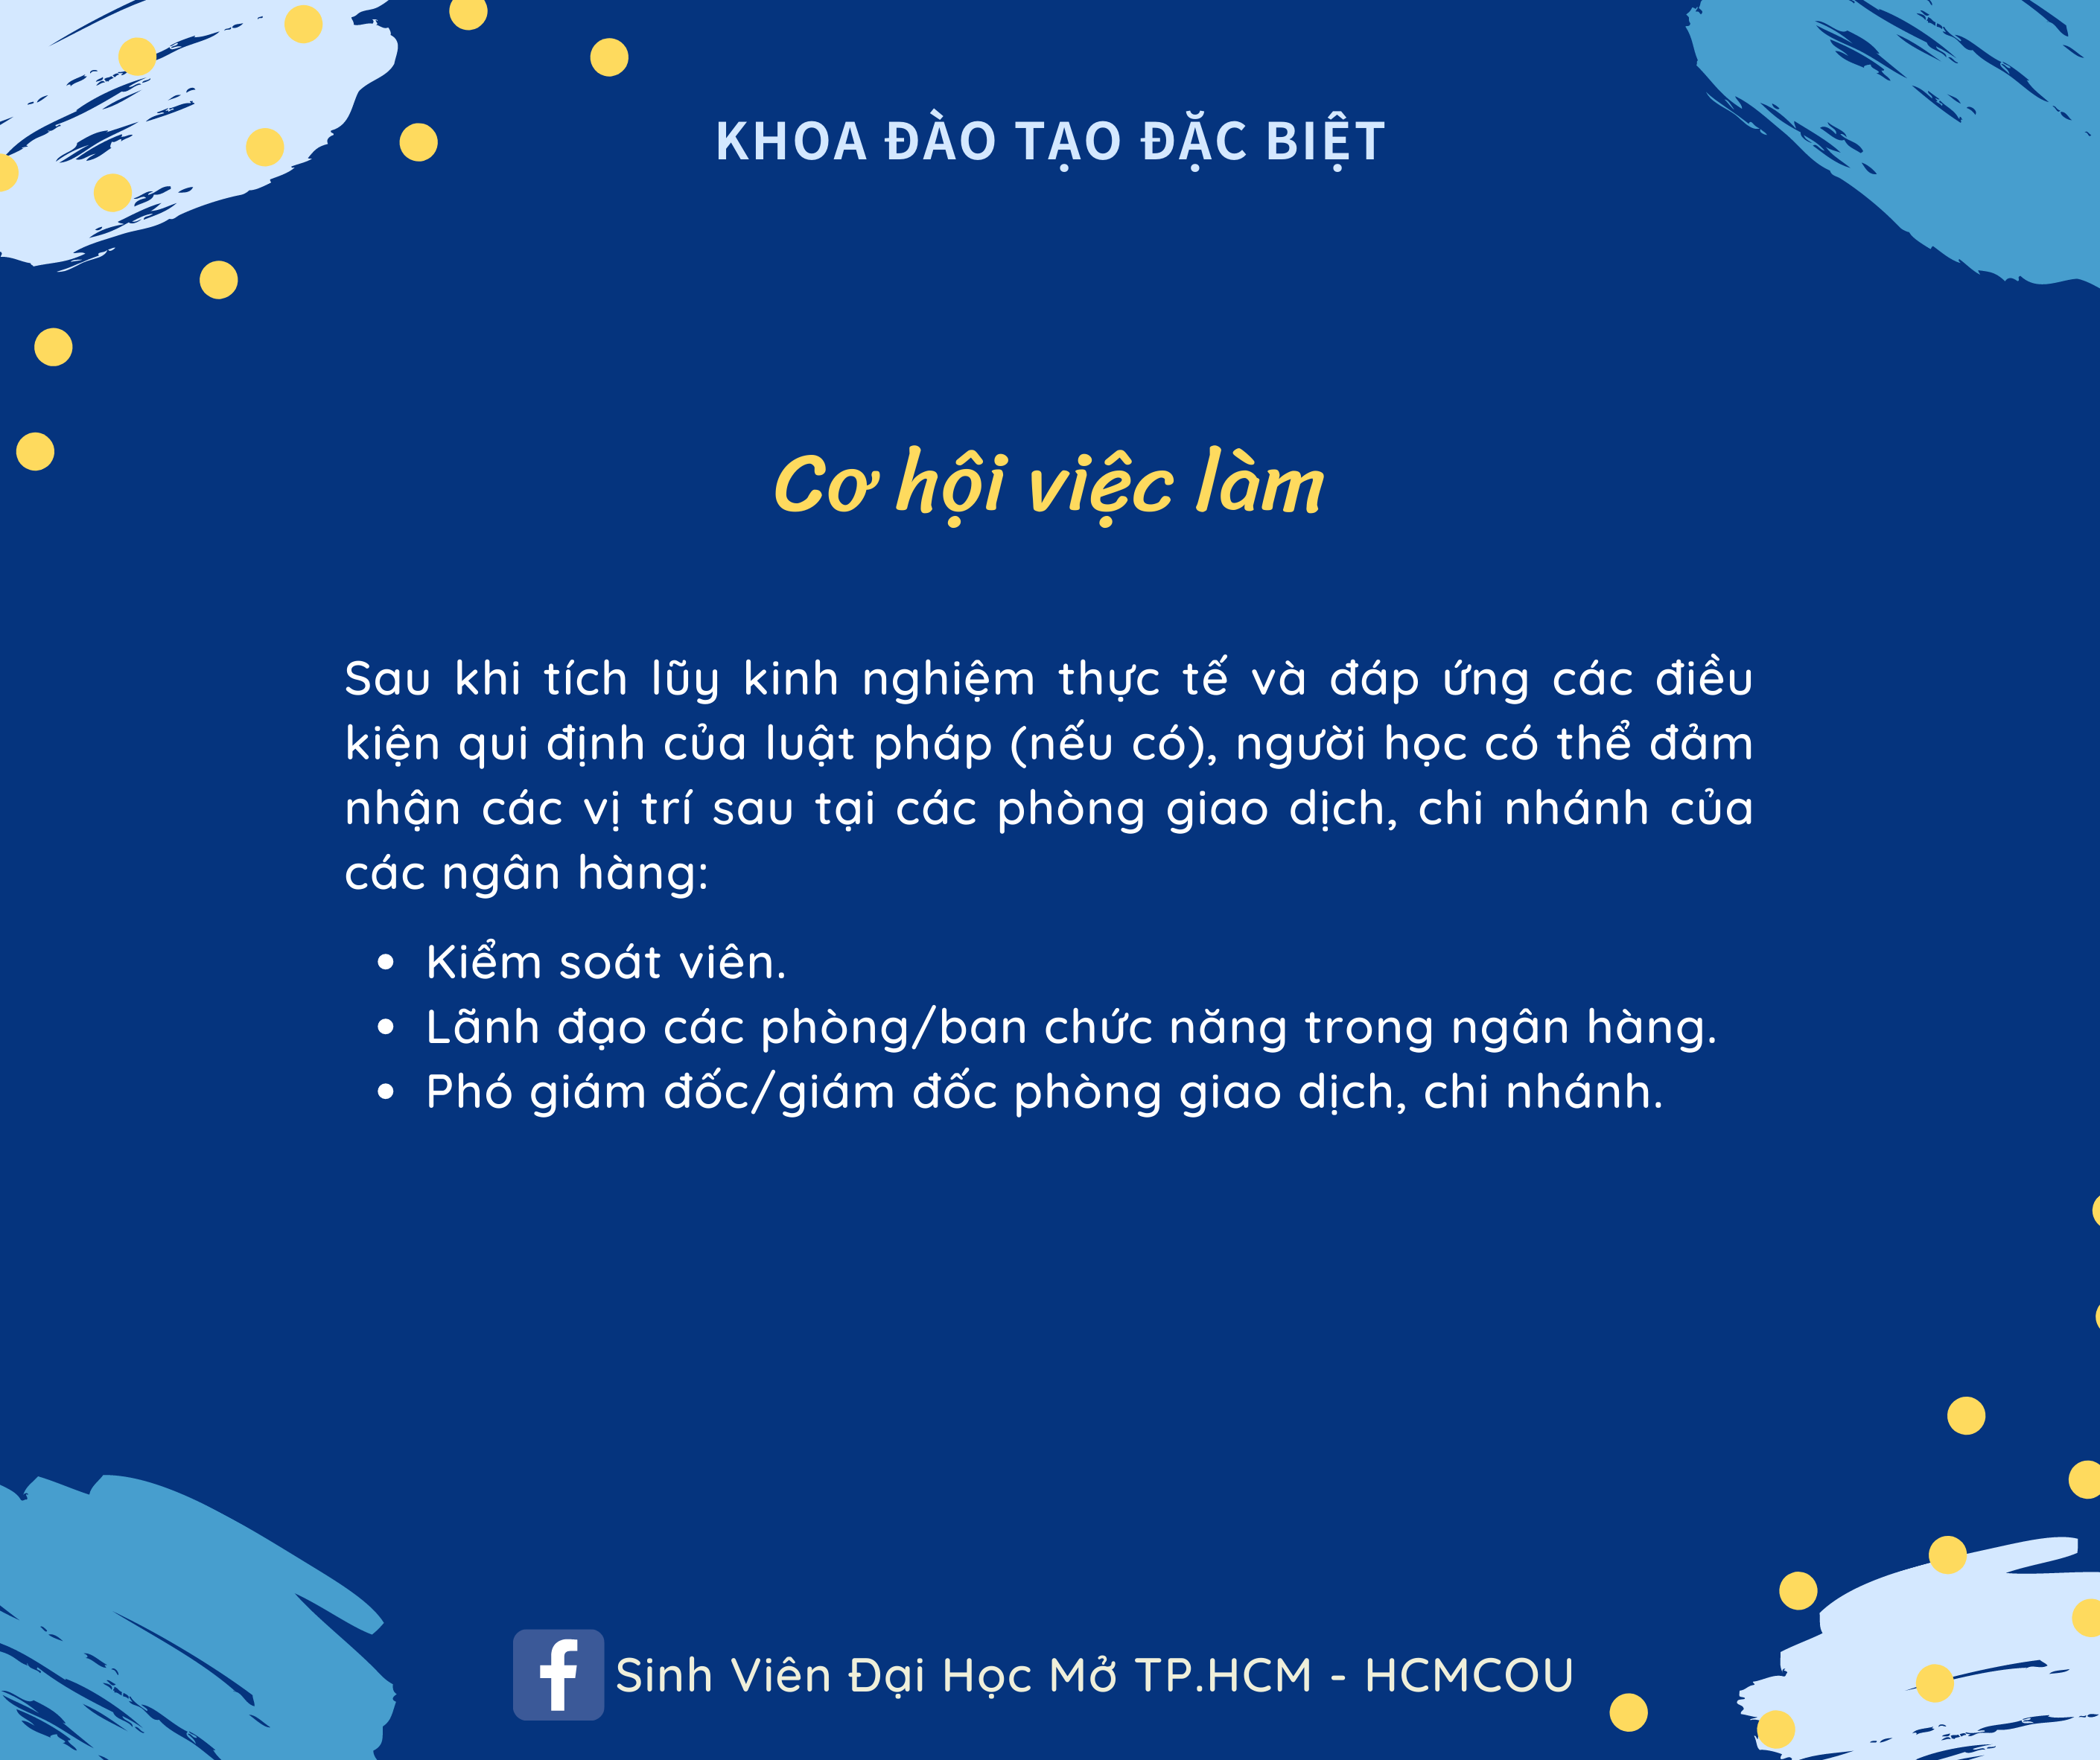 KHOA ĐÀO TẠO ĐẶC BIỆT
Cơ hội việc làm
Sau khi tích lũy kinh nghiệm thực tế và đáp ứng các điều
kiện qui định của luật pháp (nếu có), người học có thể đảm
nhận các vị trí sau tại các phòng giao dịch, chi nhánh của
các ngân hàng:
• Kiểm soát viên.
• Lãnh đạo các phòng/ban chức năng trong ngân hàng.
• Phó giám đốc/giám đốc phòng giao dịch, chi nhánh.
f Sinh Viên Đại Học Mở TP.HCM - HCMCOU